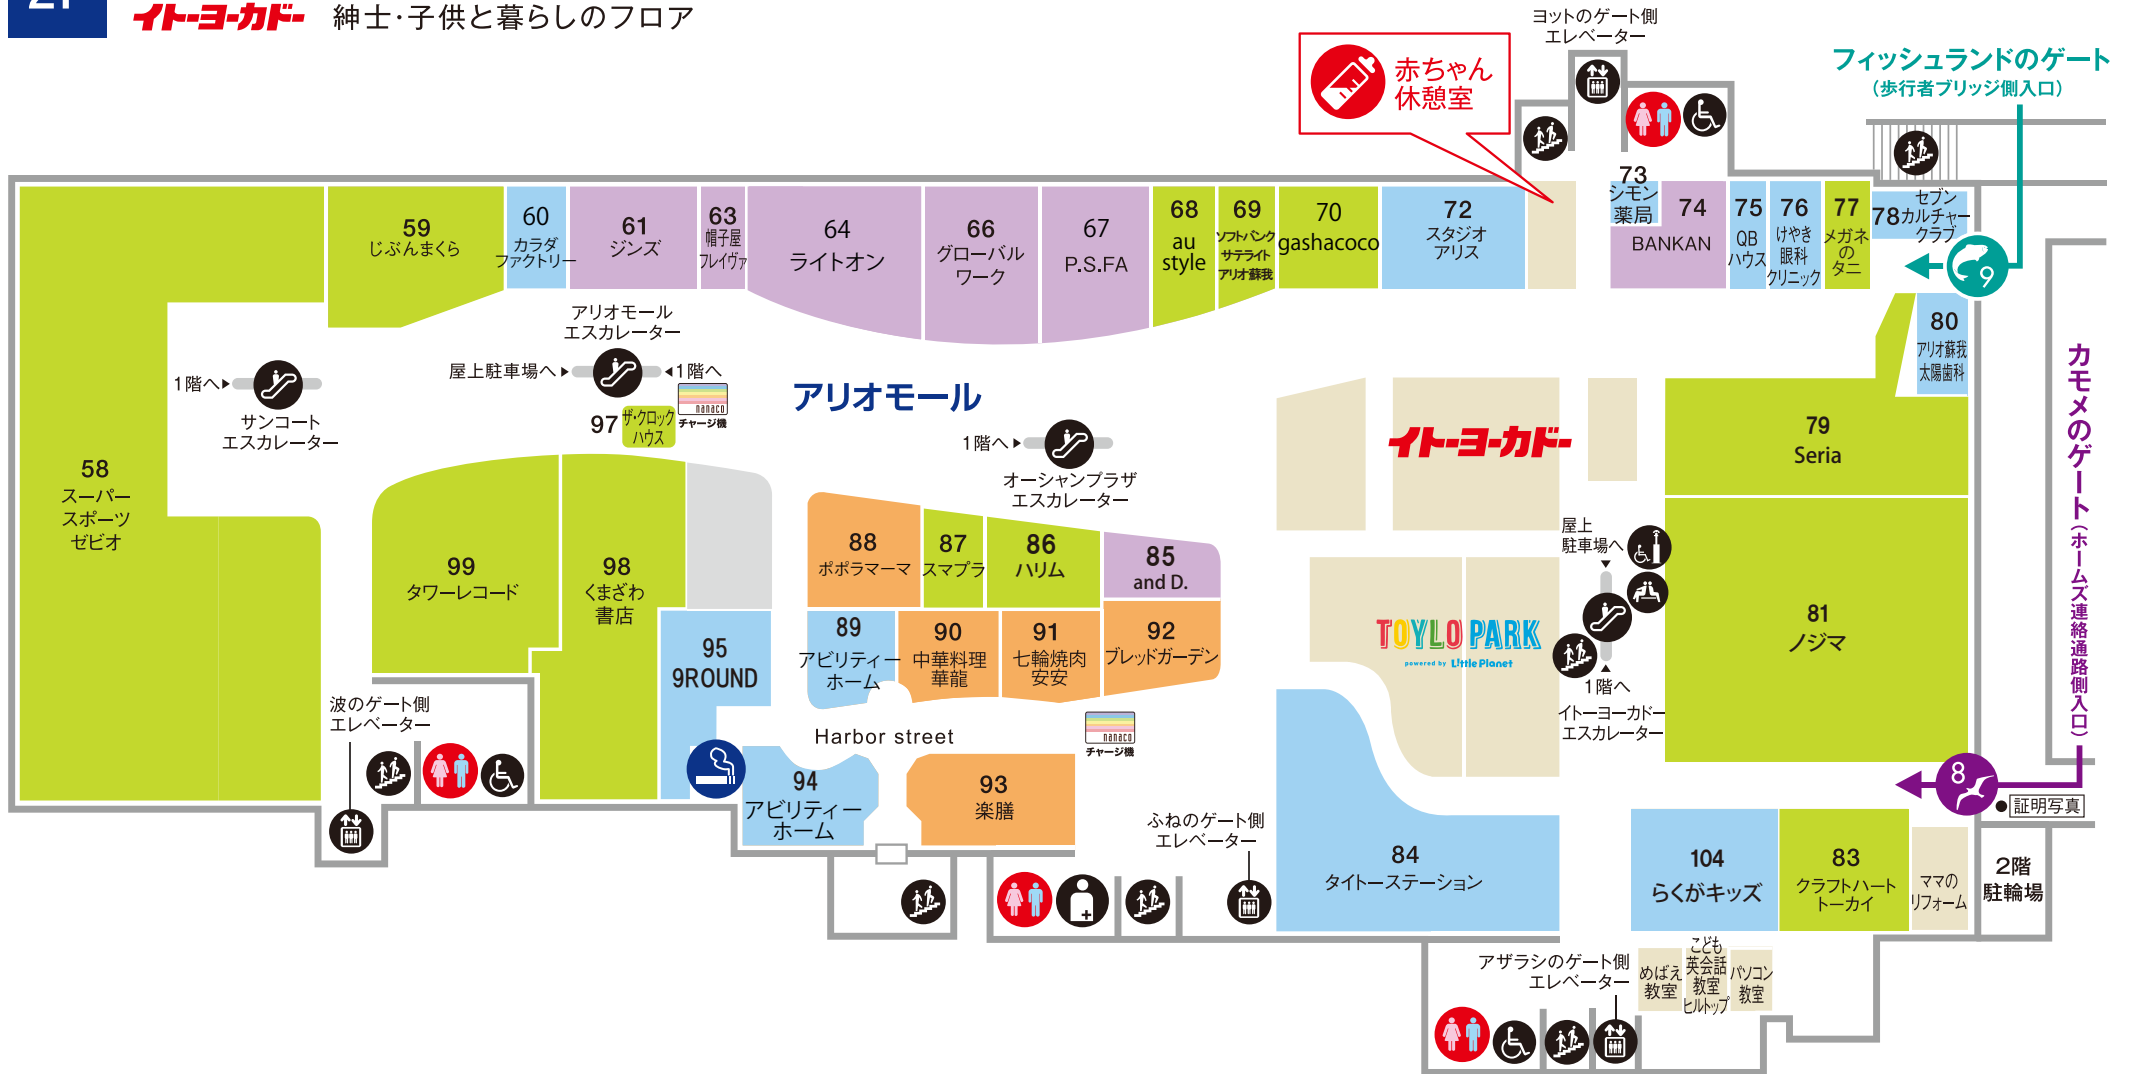 2F
イトーヨーカドー 紳士・子供と暮らしのフロア
ヨットのゲート側
エレベーター
赤ちゃん
休憩室
フィッシュランドのゲート
(歩行者ブリッジ側入口)
59
じぶんまくら
60
カラダ
ファクトリー
61
ジンズ
63
帽子屋
フレイヴァ
64
ライトオン
66
グローバル
ワーク
67
P.S.FA
68
au
style
69
ソフトバンク
サテライト
アリオ蘇我
70
gashacoco
72
スタジオ
アリス
73
シモン
薬局
74
BANKAN
75
QB
ハウス
76
けやき
眼科
クリニック
77
メガネ
の
タニ
78 セブン
カルチャー
クラブ
9
80
アリオ蘇我
太陽歯科
アリオモール
エスカレーター
屋上駐車場へ
1階へ
nanaco
チャージ機
97 ザ・クロック
ハウス
1階へ
サンコート
エスカレーター
アリオモール
1階へ
オーシャンプラザ
エスカレーター
イトーヨーカドー
79
Seria
カモメのゲート(ホームズ連絡通路側入口)
58
スーパー
スポーツ
ゼビオ
99
タワーレコード
98
くまざわ
書店
95
9ROUND
88
ポポラマーマ
87
スマプラ
86
ハリム
85
and D.
89
アビリティー
ホーム
90
中華料理
華龍
91
七輪焼肉
安安
92
ブレッドガーデン
屋上
駐車場へ
1階へ
イトーヨーカドー
エスカレーター
TOYLO PARK
powered by Little Planet
81
ノジマ
波のゲート側
エレベーター
Harbor street
nanaco
チャージ機
94
アビリティー
ホーム
93
楽膳
ふねのゲート側
エレベーター
84
タイトーステーション
8
証明写真
104
らくがキッズ
83
クラフトハート
トーカイ
ママの
リフォーム
2階
駐輪場
アザラシのゲート側
エレベーター
めばえ
教室
こども
英会話
教室
ヒルトップ
パソコン
教室